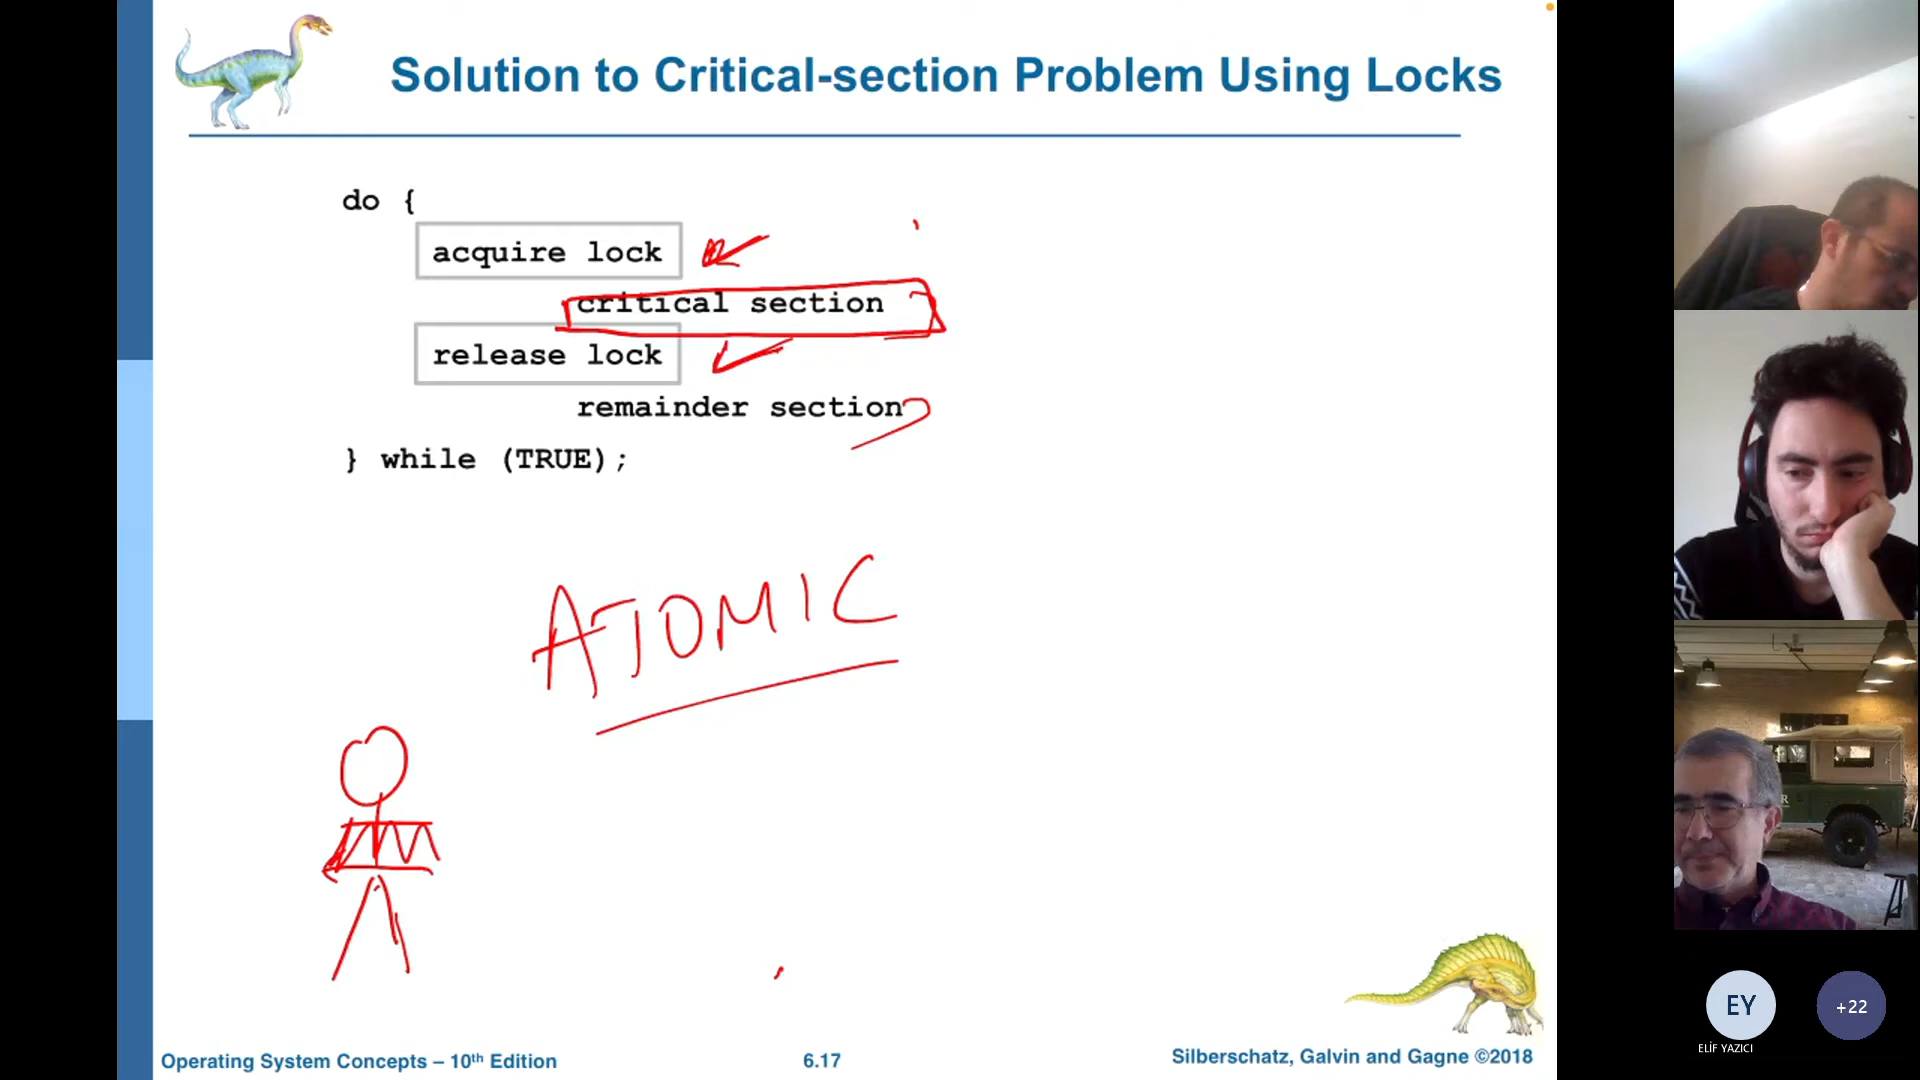 Solution to Critical-section Problem Using Locks
do {
acquire lock
critical section
release lock
remainder section
} while (TRUE);
ATOMIC
Operating System Concepts – 10th Edition
6.17
Silberschatz, Galvin and Gagne ©2018
R
EY
+22
ELİF YAZICI